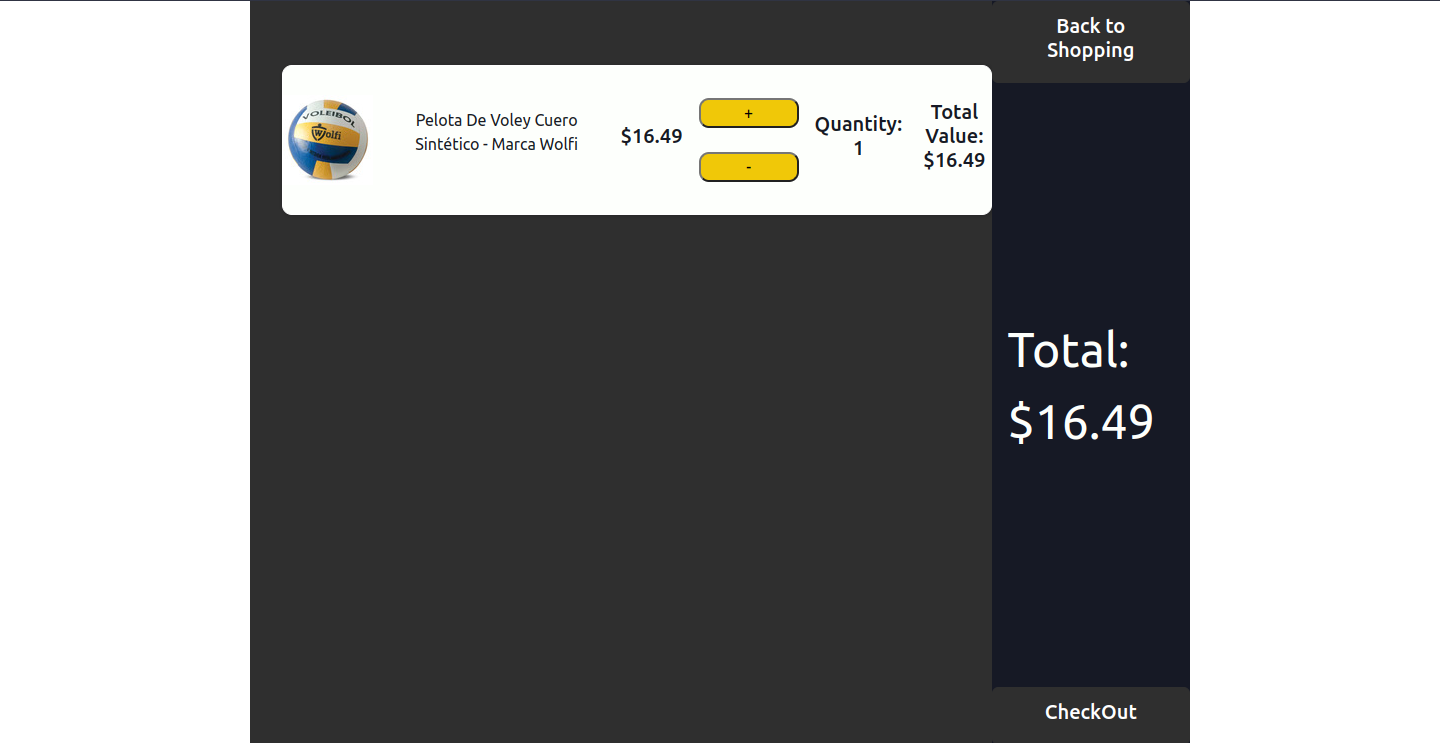 Back to
Shopping
VOLEIBOL
Wolfi
Pelota De Voley Cuero
Sintético - Marca Wolfi
$16.49
+
-
Quantity:
1
Total
Value:
$16.49
Total:
$16.49
CheckOut